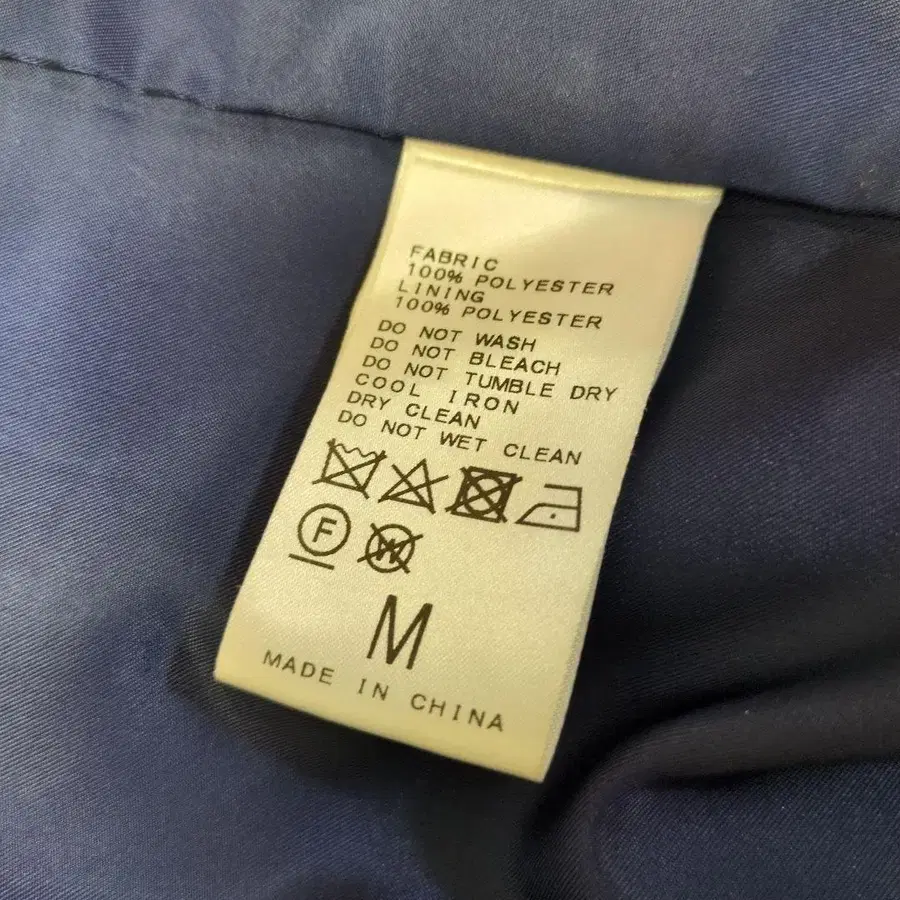 FABRIC
100% POLYESTER
LINING
100% POLYESTER
DO NOT WASH
DO NOT BLEACH
DO NOT TUMBLE DRY
COOL IRON
DRY CLEAN
DO NOT WET CLEAN
F W
M
MADE IN CHINA